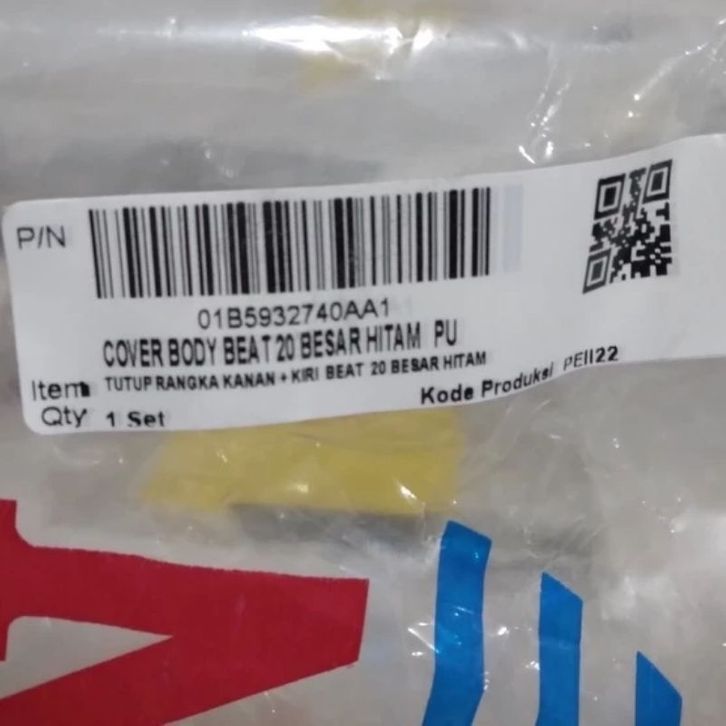 P/N
01B5932740AA1
COVER BODY BEAT 20 BESAR HITAM PU
Item TUTUP RANGKA KANAN + KIRI BEAT 20 BESAR HITAM
Qty 1 Set
Kode Produksi PEII22